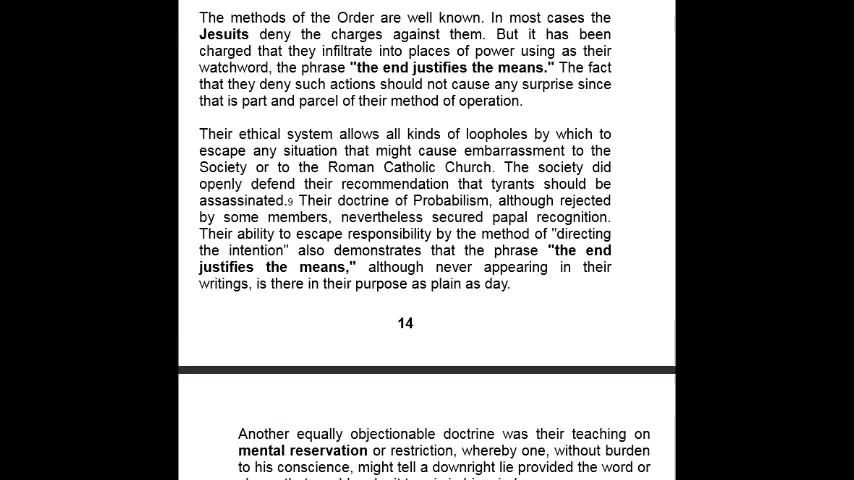 The methods of the Order are well known. In most cases the
Jesuits deny the charges against them. But it has been
charged that they infiltrate into places of power using as their
watchword, the phrase "the end justifies the means." The fact
that they deny such actions should not cause any surprise since
that is part and parcel of their method of operation.
Their ethical system allows all kinds of loopholes by which to
escape any situation that might cause embarrassment to the
Society or to the Roman Catholic Church. The society did
openly defend their recommendation that tyrants should be
assassinated.9 Their doctrine of Probabilism, although rejected
by some members, nevertheless secured papal recognition.
Their ability to escape responsibility by the method of "directing
the intention" also demonstrates that the phrase "the end
justifies the means," although never appearing in their
writings, is there in their purpose as plain as day.
14
Another equally objectionable doctrine was their teaching on
mental reservation or restriction, whereby one, without burden
to his conscience, might tell a downright lie provided the word or